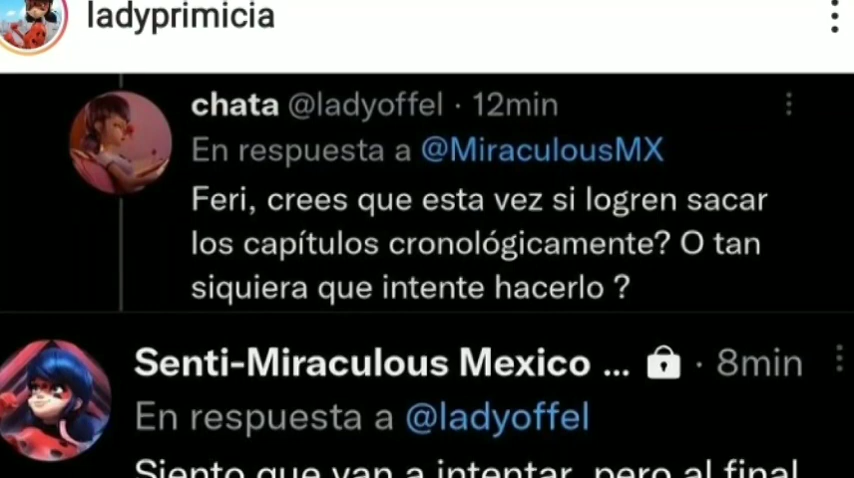 ladyprimicia
chata @ladyoffel · 12min
En respuesta a @MiraculousMX
Feri, crees que esta vez si logren sacar
los capítulos cronológicamente? O tan
siquiera que intente hacerlo ?
Senti-Miraculous Mexico ... · 8min
En respuesta a @ladyoffel
Siento que van a intentar, pero al final